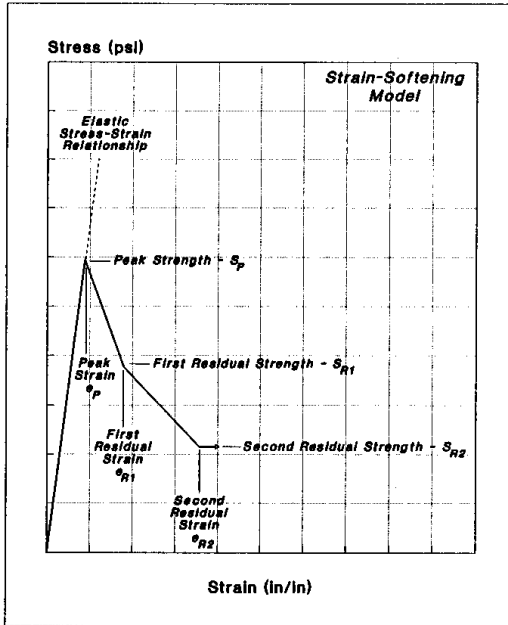 Stress (psi)
Strain-Softening
Model
Elastic
Stress-Strain
Relationship
Peak Strength - S_P
Peak
Strain
e_P
First Residual Strength - S_R1
First
Residual
Strain
e_R1
Second Residual Strength - S_R2
Second
Residual
Strain
e_R2
Strain (in/in)